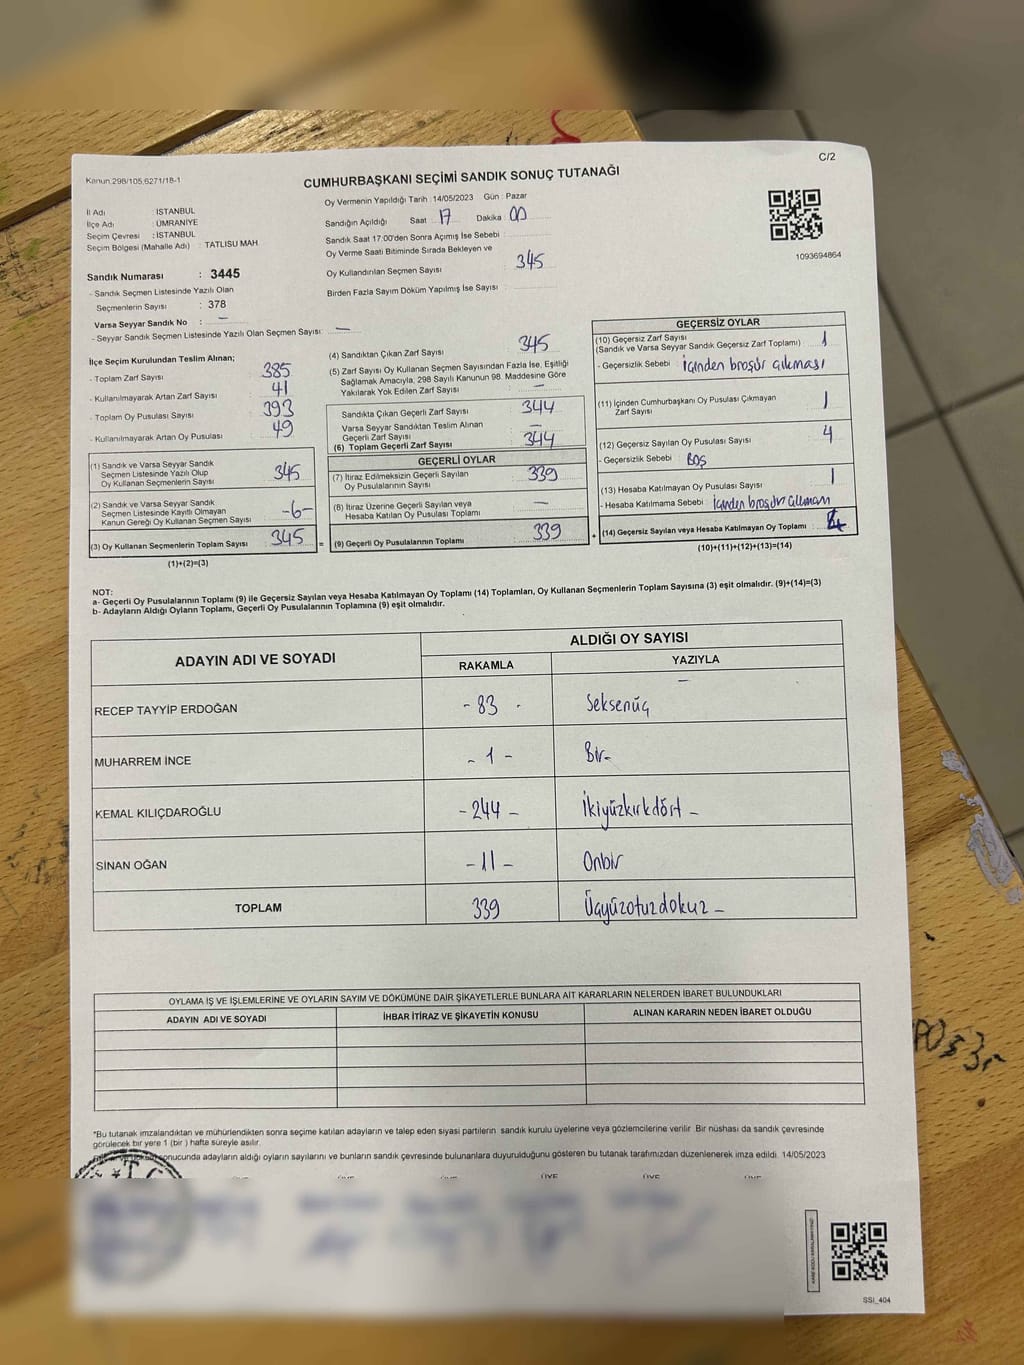 C/2
Kanun 298/105,6271/18-1
CUMHURBAŞKANI SEÇİMİ SANDIK SONUÇ TUTANAĞI
İl Adı : İSTANBUL
İlçe Adı : ÜMRANİYE
Seçim Çevresi : İSTANBUL
Seçim Bölgesi (Mahalle Adı) : TATLISU MAH
Sandık Numarası : 3445
- Sandık Seçmen Listesinde Yazılı Olan
Seçmenlerin Sayısı : 378
Varsa Seyyar Sandık No : —
- Seyyar Sandık Seçmen Listesinde Yazılı Olan Seçmen Sayısı : —
Oy Vermenin Yapıldığı Tarih : 14/05/2023 Gün : Pazar
Sandığın Açıldığı Saat : 17 Dakika : 00
Sandık Saat 17:00'den Sonra Açmış İse Sebebi :
Oy Verme Saati Bitiminde Sırada Bekleyen ve
Oy Kullandırılan Seçmen Sayısı : 345
Birden Fazla Sayım Döküm Yapılmış İse Sayısı :
1093694864
İlçe Seçim Kurulundan Teslim Alınan;
- Toplam Zarf Sayısı : 385
- Kullanılmayarak Artan Zarf Sayısı : 41
- Toplam Oy Pusulası Sayısı : 393
- Kullanılmayarak Artan Oy Pusulası : 49
(1) Sandık ve Varsa Seyyar Sandık
Seçmen Listesinde Yazılı Olup
Oy Kullanan Seçmenlerin Sayısı : 345
(2) Sandık ve Varsa Seyyar Sandık
Seçmen Listesinde Kayıtlı Olmayan
Kanun Gereği Oy Kullanan Seçmen Sayısı : -6-
(3) Oy Kullanan Seçmenlerin Toplam Sayısı : 345 =
(1)+(2)=(3)
(4) Sandıktan Çıkan Zarf Sayısı : 345
(5) Zarf Sayısı Oy Kullanan Seçmen Sayısından Fazla İse, Eşitliği
Sağlamak Amacıyla, 298 Sayılı Kanunun 98. Maddesine Göre
Yakılarak Yok Edilen Zarf Sayısı : —
Sandıkta Çıkan Geçerli Zarf Sayısı : 344
Varsa Seyyar Sandıktan Teslim Alınan
Geçerli Zarf Sayısı : —
(6) Toplam Geçerli Zarf Sayısı : 344
GEÇERLİ OYLAR
(7) İtiraz Edilmeksizin Geçerli Sayılan
Oy Pusulalarının Sayısı : 339
(8) İtiraz Üzerine Geçerli Sayılan veya
Hesaba Katılan Oy Pusulası Toplamı : —
(9) Geçerli Oy Pusulalarının Toplamı : 339 +
GEÇERSİZ OYLAR
(10) Geçersiz Zarf Sayısı
(Sandık ve Varsa Seyyar Sandık Geçersiz Zarf Toplamı) : 1
- Geçersizlik Sebebi : İçinden broşür çıkması
(11) İçinden Cumhurbaşkanı Oy Pusulası Çıkmayan
Zarf Sayısı : 1
(12) Geçersiz Sayılan Oy Pusulası Sayısı : 4
- Geçersizlik Sebebi : BOŞ
(13) Hesaba Katılmayan Oy Pusulası Sayısı : 1
- Hesaba Katılmama Sebebi : İçinden broşür çıkması
(14) Geçersiz Sayılan veya Hesaba Katılmayan Oy Toplamı :
(10)+(11)+(12)+(13)=(14)
NOT:
a- Geçerli Oy Pusulalarının Toplamı (9) ile Geçersiz Sayılan veya Hesaba Katılmayan Oy Toplamı (14) Toplamları, Oy Kullanan Seçmenlerin Toplam Sayısına (3) eşit olmalıdır. (9)+(14)=(3)
b- Adayların Aldığı Oyların Toplamı, Geçerli Oy Pusulalarının Toplamına (9) eşit olmalıdır.
ADAYIN ADI VE SOYADI
ALDIĞI OY SAYISI
RAKAMLA YAZIYLA
RECEP TAYYİP ERDOĞAN - 83 - Seksenüç
MUHARREM İNCE - 1 - Bir-
KEMAL KILIÇDAROĞLU -244 - İkiyüzkırkdört -
SİNAN OĞAN -11- Onbir
TOPLAM 339 Üçyüzotuzdokuz -
OYLAMA İŞ VE İŞLEMLERİNE VE OYLARIN SAYIM VE DÖKÜMÜNE DAİR ŞİKAYETLERLE BUNLARA AİT KARARLARIN NELERDEN İBARET BULUNDUKLARI
ADAYIN ADI VE SOYADI İHBAR İTİRAZ VE ŞİKAYETİN KONUSU ALINAN KARARIN NEDEN İBARET OLDUĞU
*Bu tutanak imzalandıktan ve mühürlendikten sonra seçime katılan adayların ve talep eden siyasi partilerin sandık kurulu üyelerine veya gözlemcilerine verilir. Bir nüshası da sandık çevresinde
görülecek bir yere 1 (bir) hafta süreyle asılır.
sonucunda adayların aldığı oyların sayılarını ve bunların sandık çevresinde bulunanlara duyurulduğunu gösteren bu tutanak tarafımızdan düzenlenerek imza edildi. 14/05/2023
T.C.
ÜYE ÜYE ÜYE ÜYE ÜYE ÜYE
SSI_404